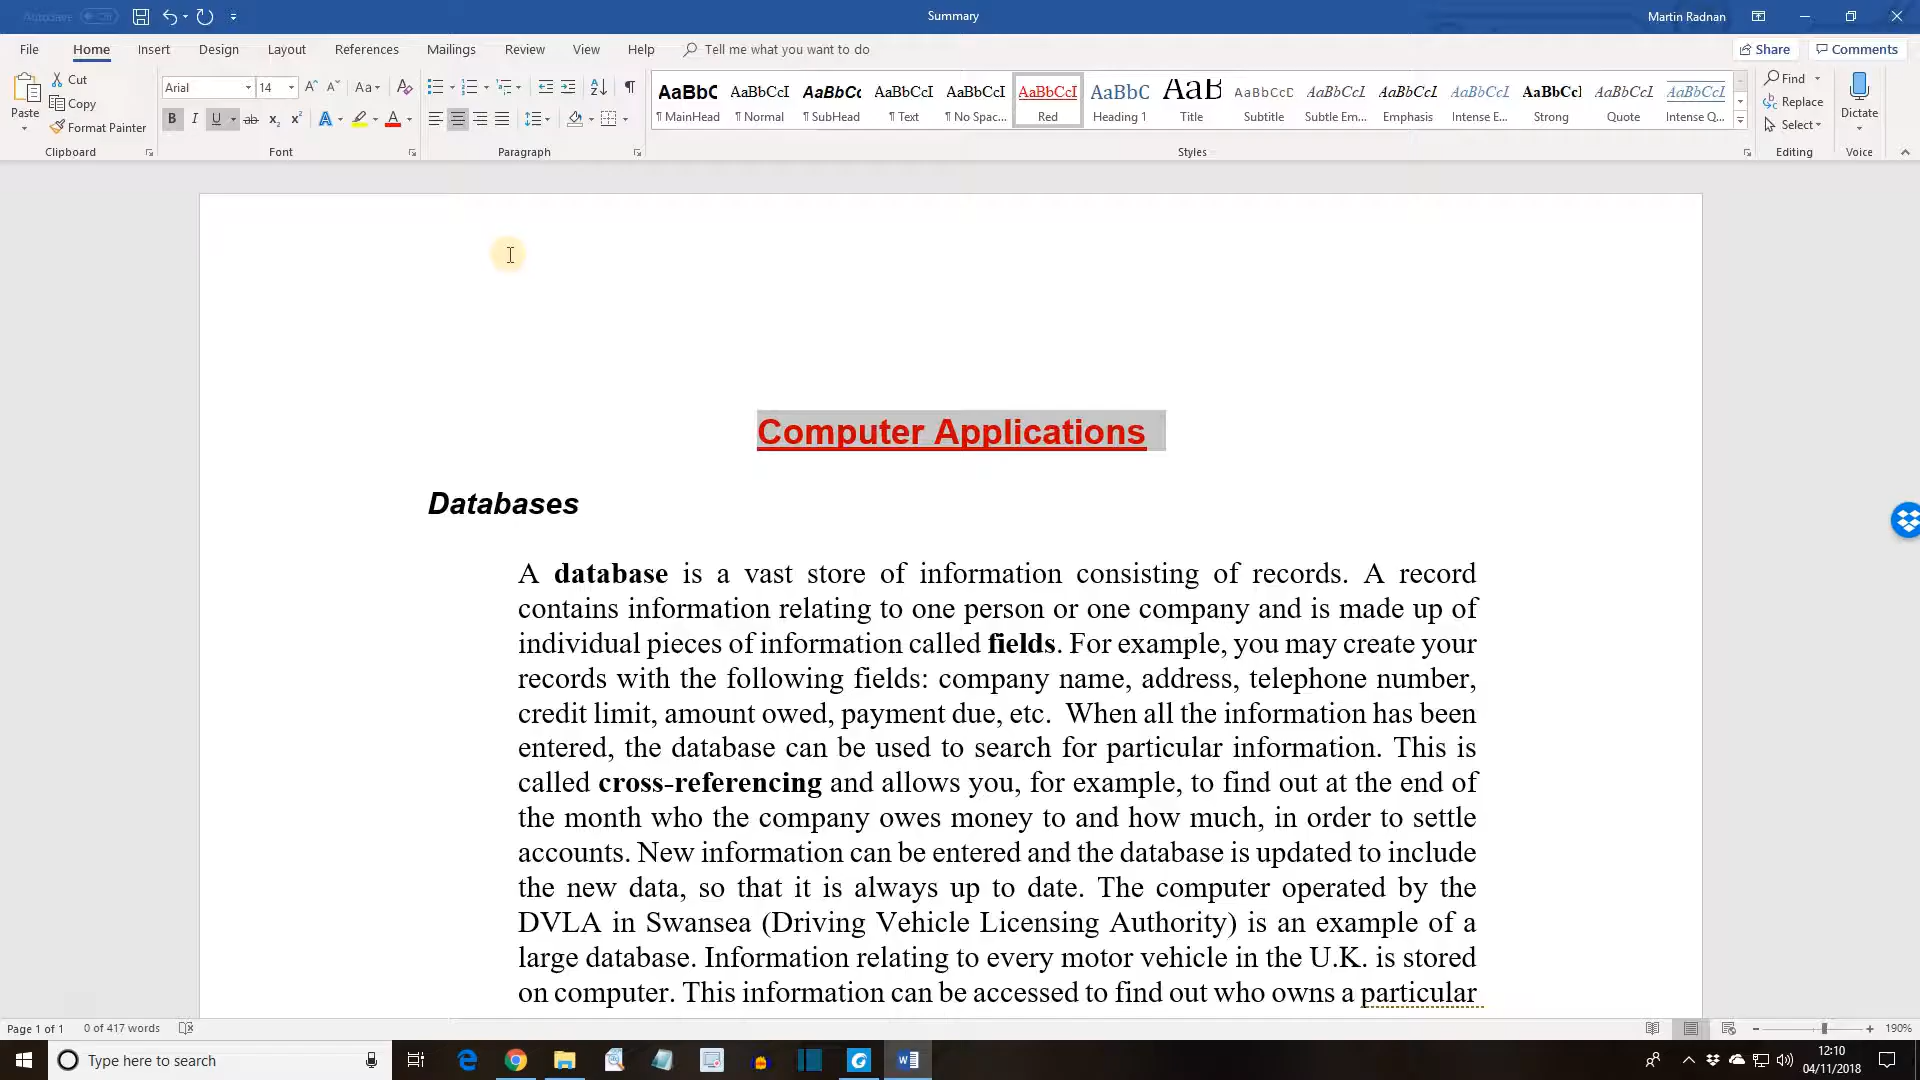 AutoSave Off
Summary
Martin Radnan
File Home Insert Design Layout References Mailings Review View Help Tell me what you want to do
Share Comments
Paste
Cut
Copy
Format Painter
Clipboard
Arial 14
Font
Paragraph
AaBbC AaBbCcI AaBbCc AaBbCcI AaBbCcI AaBbCcI AaBbC AaB AaBbCcD AaBbCcL AaBbCcL AaBbCcL AaBbCcI AaBbCcL AaBbCcL
¶ MainHead ¶ Normal ¶ SubHead ¶ Text ¶ No Spac... Red Heading 1 Title Subtitle Subtle Em... Emphasis Intense E... Strong Quote Intense Q...
Styles
Find
Replace
Select
Editing
Dictate
Voice
Computer Applications
Databases
A database is a vast store of information consisting of records. A record
contains information relating to one person or one company and is made up of
individual pieces of information called fields. For example, you may create your
records with the following fields: company name, address, telephone number,
credit limit, amount owed, payment due, etc. When all the information has been
entered, the database can be used to search for particular information. This is
called cross-referencing and allows you, for example, to find out at the end of
the month who the company owes money to and how much, in order to settle
accounts. New information can be entered and the database is updated to include
the new data, so that it is always up to date. The computer operated by the
DVLA in Swansea (Driving Vehicle Licensing Authority) is an example of a
large database. Information relating to every motor vehicle in the U.K. is stored
on computer. This information can be accessed to find out who owns a particular
Page 1 of 1 0 of 417 words
190%
Type here to search
12:10
04/11/2018